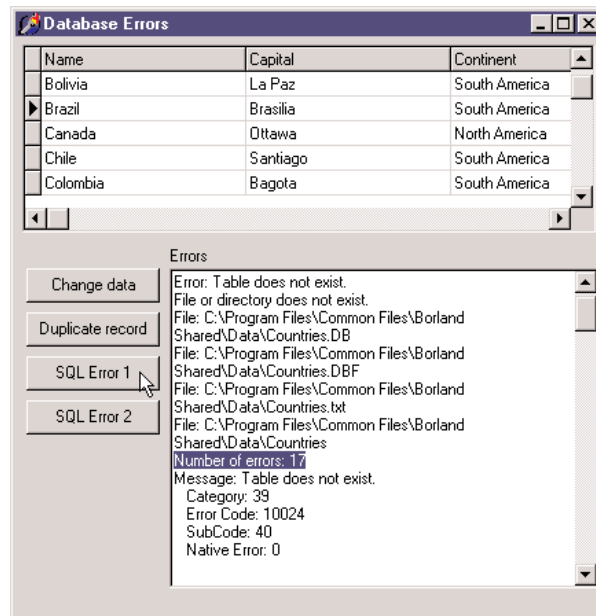 Database Errors
Name Capital Continent
Bolivia La Paz South America
Brazil Brasilia South America
Canada Ottawa North America
Chile Santiago South America
Colombia Bagota South America
Errors
Change data
Duplicate record
SQL Error 1
SQL Error 2
Error: Table does not exist.
File or directory does not exist.
File: C:\Program Files\Common Files\Borland
Shared\Data\Countries.DB
File: C:\Program Files\Common Files\Borland
Shared\Data\Countries.DBF
File: C:\Program Files\Common Files\Borland
Shared\Data\Countries.txt
File: C:\Program Files\Common Files\Borland
Shared\Data\Countries
Number of errors: 17
Message: Table does not exist.
Category: 39
Error Code: 10024
SubCode: 40
Native Error: 0